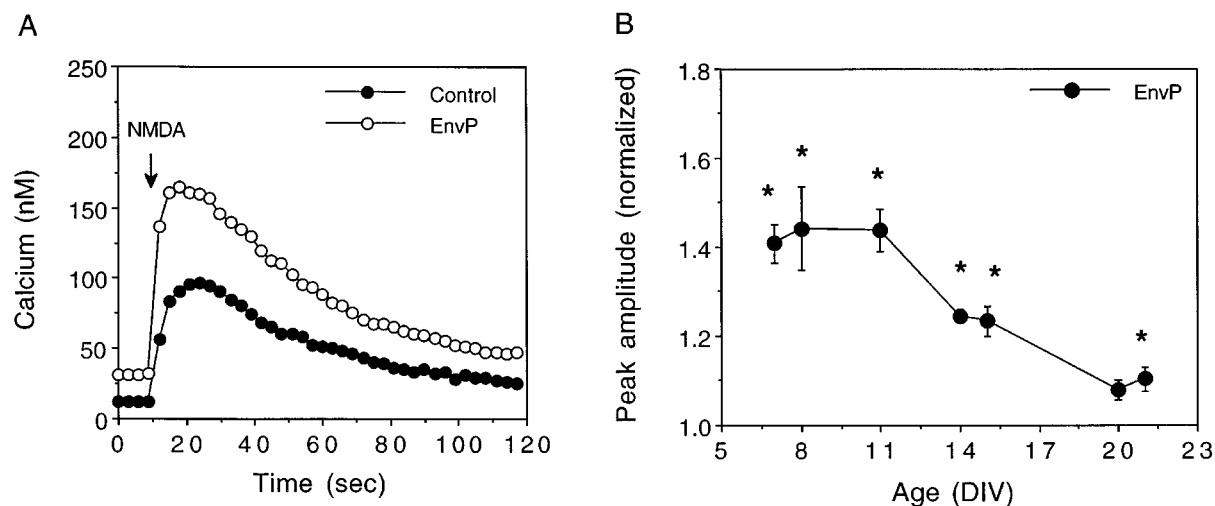 A
Calcium (nM)
250
200
150
100
50
0
Control
EnvP
NMDA
0 20 40 60 80 100 120
Time (sec)
B
Peak amplitude (normalized)
1.8
1.6
1.4
1.2
1.0
EnvP
* * * * * *
5 8 11 14 17 20 23
Age (DIV)